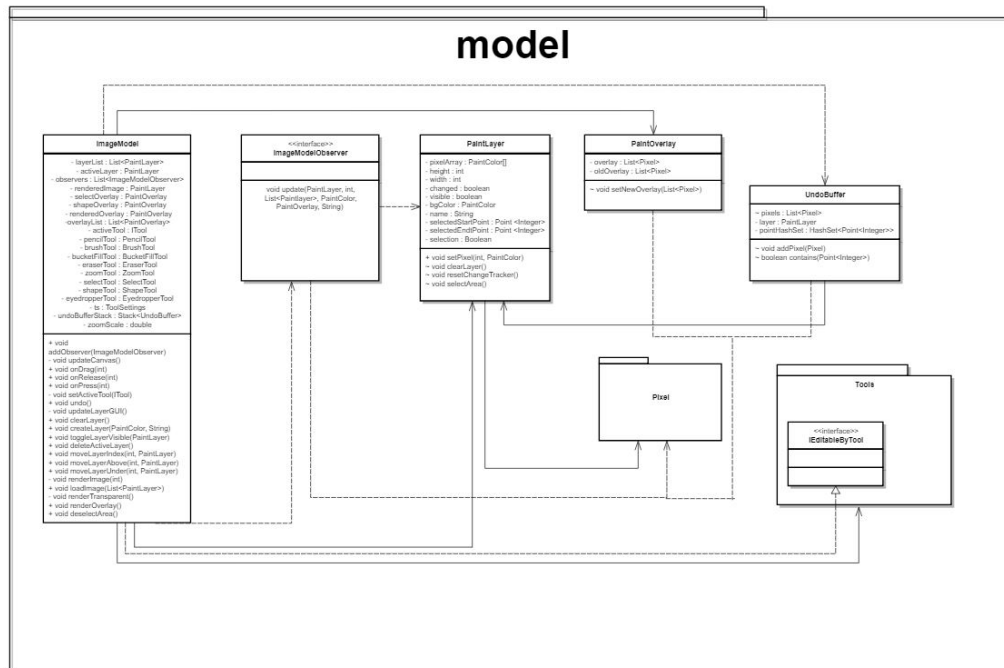 model
ImageModel
- layerList : List<PaintLayer>
- activeLayer : PaintLayer
- observers : List<ImageModelObserver>
- renderedImage : PaintLayer
- selectOverlay : PaintOverlay
- shapeOverlay : PaintOverlay
- renderedOverlay : PaintOverlay
-overlayList : List<PaintOverlay>
- activeTool : ITool
- pencilTool : PencilTool
- brushTool : BrushTool
- bucketFillTool : BucketFillTool
- eraserTool : EraserTool
- zoomTool : ZoomTool
- selectTool : SelectTool
- shapeTool : ShapeTool
- eyedropperTool : EyedropperTool
- ts : ToolSettings
- undoBufferStack : Stack<UndoBuffer>
- zoomScale : double
+ void
addObserver(ImageModelObserver)
- void updateCanvas()
+ void onDrag(int)
+ void onRelease(int)
+ void onPress(int)
- void setActiveTool(ITool)
+ void undo()
- void updateLayerGUI()
+ void clearLayer()
+ void createLayer(PaintColor, String)
+ void toggleLayerVisible(PaintLayer)
+ void deleteActiveLayer()
+ void moveLayerIndex(int, PaintLayer)
+ void moveLayerAbove(int, PaintLayer)
+ void moveLayerUnder(int, PaintLayer)
- void renderImage(int)
+ void loadImage(List<PaintLayer>)
- void renderTransparent()
+ void renderOverlay()
+ void deselectArea()
<<interface>>
ImageModelObserver
void update(PaintLayer, int,
List<Paintlayer>, PaintColor,
PaintOverlay, String)
PaintLayer
- pixelArray : PaintColor[]
- height : int
- width : int
- changed : boolean
- visible : boolean
- bgColor : PaintColor
- name : String
- selectedStartPoint : Point <Integer>
- selectedEndtPoint : Point <Integer>
- selection : Boolean
+ void setPixel(int, PaintColor)
~ void clearLayer()
~ void resetChangeTracker()
~ void selectArea()
PaintOverlay
- overlay : List<Pixel>
- oldOverlay : List<Pixel>
~ void setNewOverlay(List<Pixel>)
UndoBuffer
~ pixels : List<Pixel>
- layer : PaintLayer
- pointHashSet : HashSet<Point<Integer>>
~ void addPixel(Pixel)
~ boolean contains(Point<Integer>)
Pixel
Tools
<<interface>>
IEditableByTool